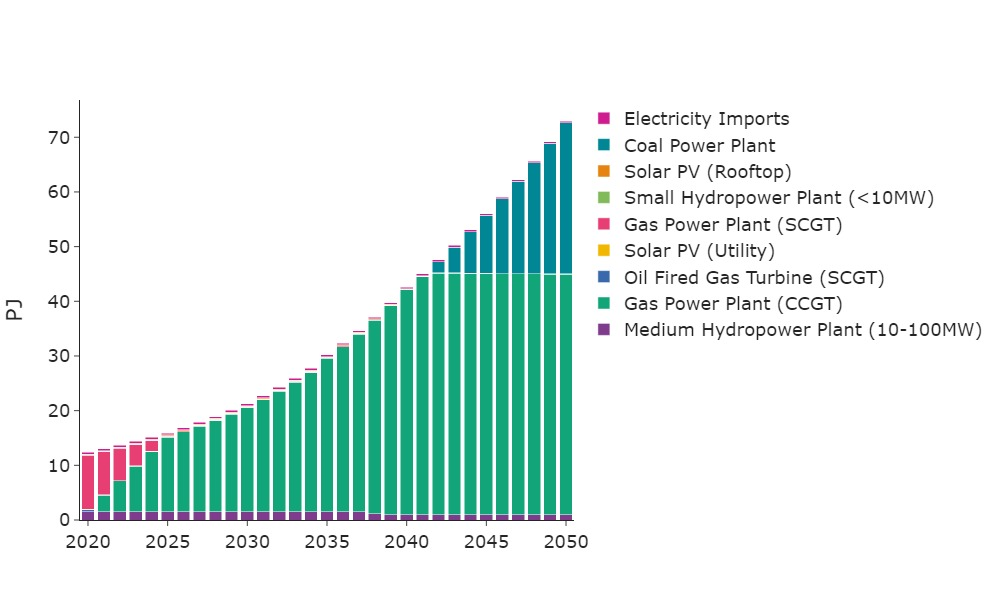 PJ
70
60
50
40
30
20
10
0
2020 2025 2030 2035 2040 2045 2050
Electricity Imports
Coal Power Plant
Solar PV (Rooftop)
Small Hydropower Plant (<10MW)
Gas Power Plant (SCGT)
Solar PV (Utility)
Oil Fired Gas Turbine (SCGT)
Gas Power Plant (CCGT)
Medium Hydropower Plant (10-100MW)